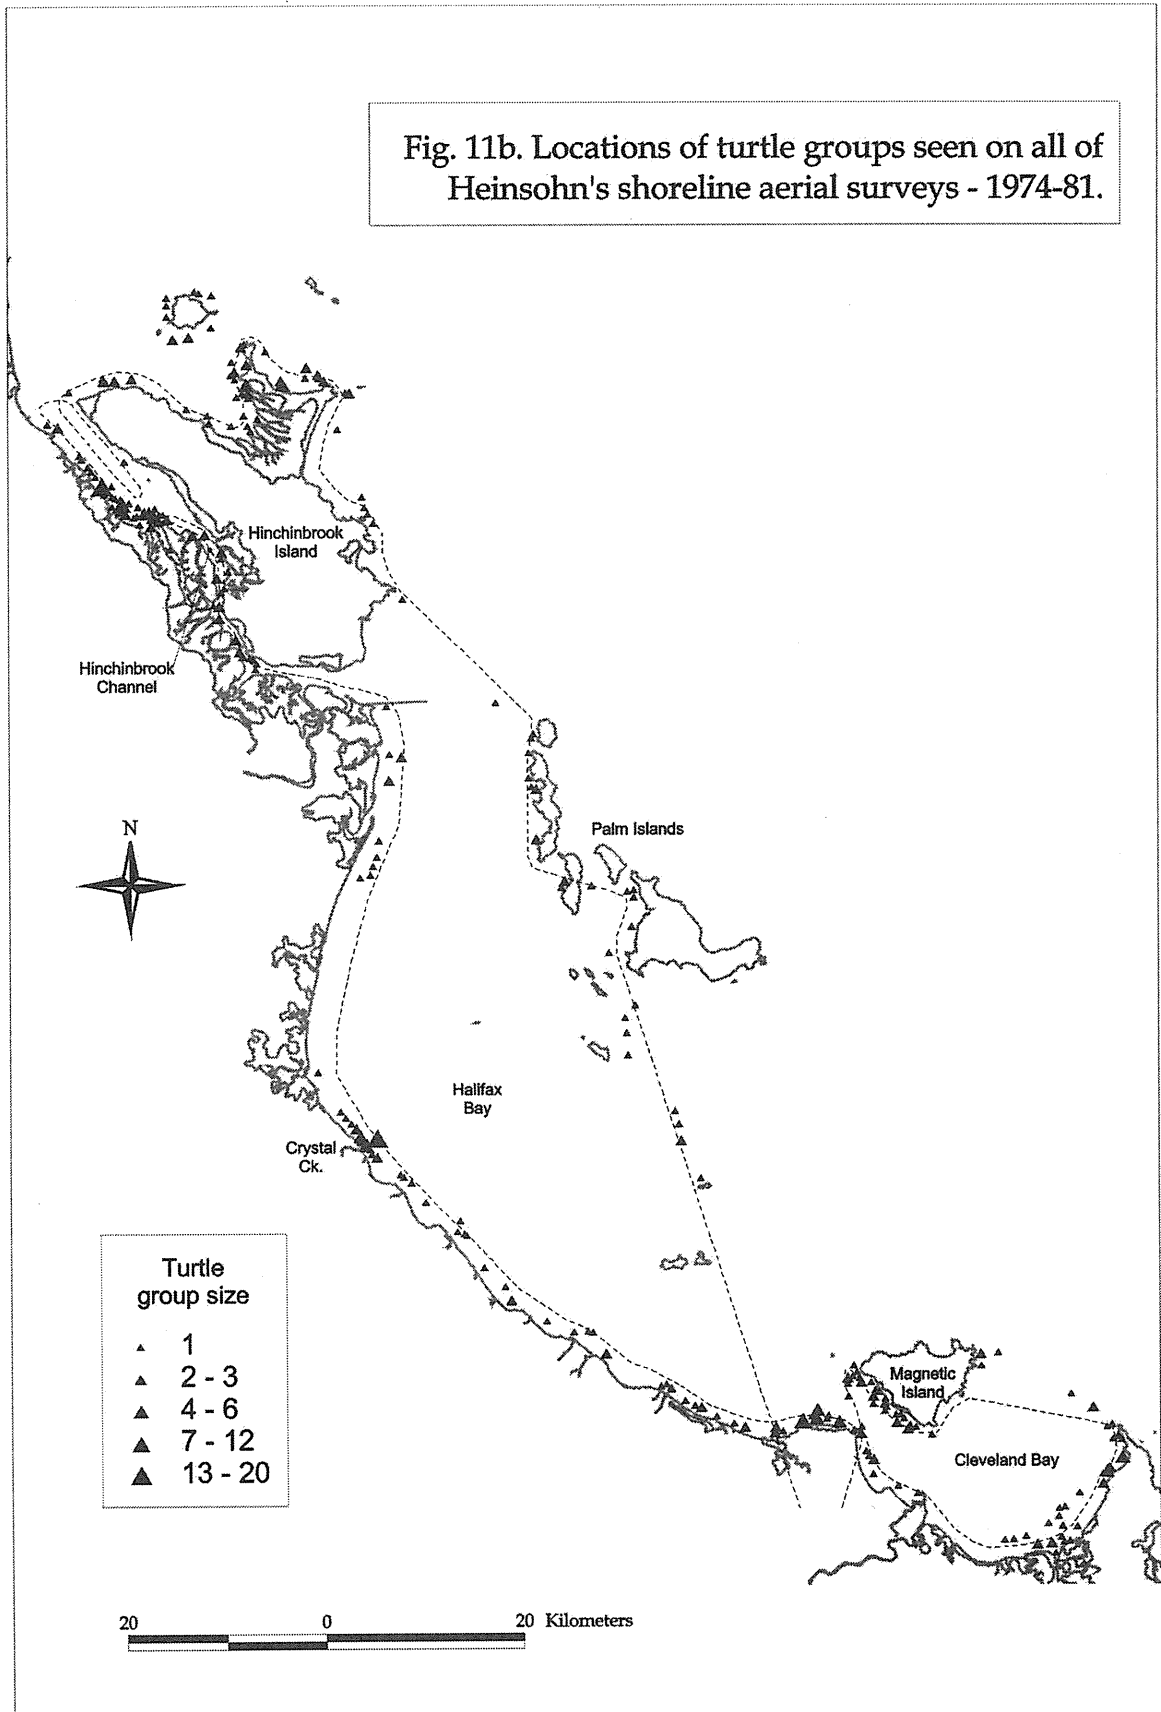 Fig. 11b. Locations of turtle groups seen on all of
Heinsohn's shoreline aerial surveys - 1974-81.
Hinchinbrook
Island
Hinchinbrook
Channel
N
Palm Islands
Halifax
Bay
Crystal
Ck.
Turtle
group size
1
2 - 3
4 - 6
7 - 12
13 - 20
Magnetic
Island
Cleveland Bay
20 0 20 Kilometers